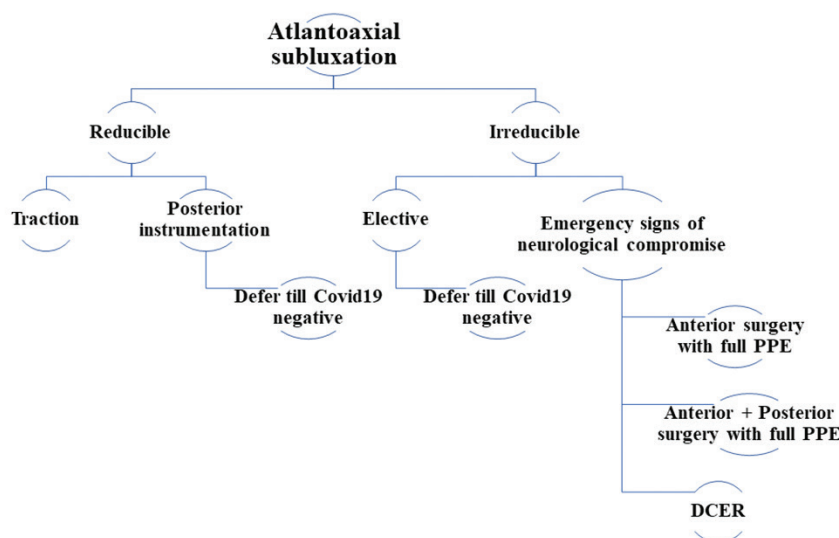 Atlantoaxial
subluxation
Reducible
Irreducible
Traction
Posterior
instrumentation
Elective
Emergency signs of
neurological compromise
Defer till Covid19
negative
Defer till Covid19
negative
Anterior surgery
with full PPE
Anterior + Posterior
surgery with full PPE
DCER